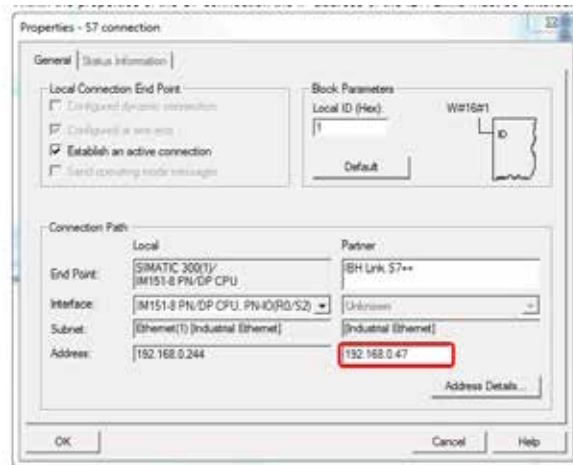 Properties - S7 connection
General Status Information
Local Connection End Point
Configured dynamic connection
Configured at one end
Establish an active connection
Send operating mode messages
Block Parameters
Local ID (Hex):
1
W#16#1
ID
Default
Connection Path
Local Partner
End Point: SIMATIC 300(1)/
IM151-8 PN/DP CPU
IBH Link S7++
Interface: IM151-8 PN/DP CPU, PN-IO(R0/S2) Unknown
Subnet: Ethernet(1) [Industrial Ethernet] [Industrial Ethernet]
Address: 192.168.0.244 192.168.0.47
Address Details...
OK Cancel Help